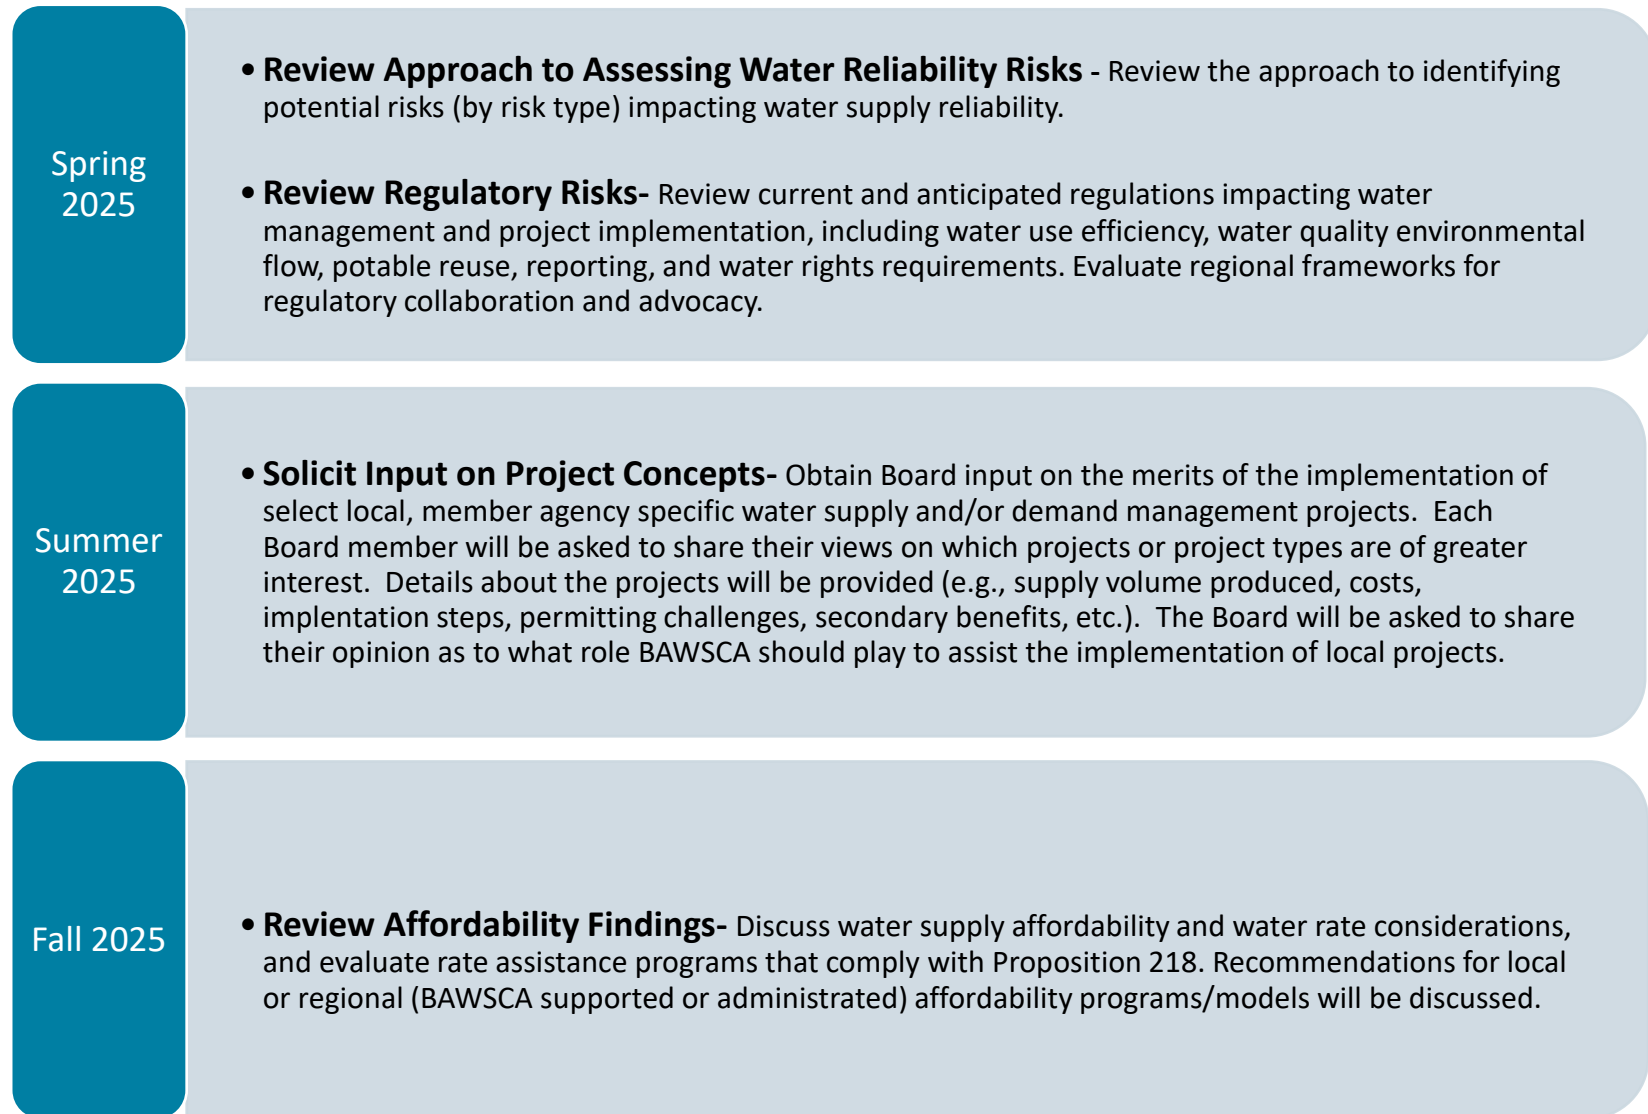 Spring
2025
• Review Approach to Assessing Water Reliability Risks - Review the approach to identifying
potential risks (by risk type) impacting water supply reliability.
• Review Regulatory Risks- Review current and anticipated regulations impacting water
management and project implementation, including water use efficiency, water quality environmental
flow, potable reuse, reporting, and water rights requirements. Evaluate regional frameworks for
regulatory collaboration and advocacy.
Summer
2025
• Solicit Input on Project Concepts- Obtain Board input on the merits of the implementation of
select local, member agency specific water supply and/or demand management projects.  Each
Board member will be asked to share their views on which projects or project types are of greater
interest.  Details about the projects will be provided (e.g., supply volume produced, costs,
implentation steps, permitting challenges, secondary benefits, etc.).  The Board will be asked to share
their opinion as to what role BAWSCA should play to assist the implementation of local projects.
Fall 2025
• Review Affordability Findings- Discuss water supply affordability and water rate considerations,
and evaluate rate assistance programs that comply with Proposition 218. Recommendations for local
or regional (BAWSCA supported or administrated) affordability programs/models will be discussed.